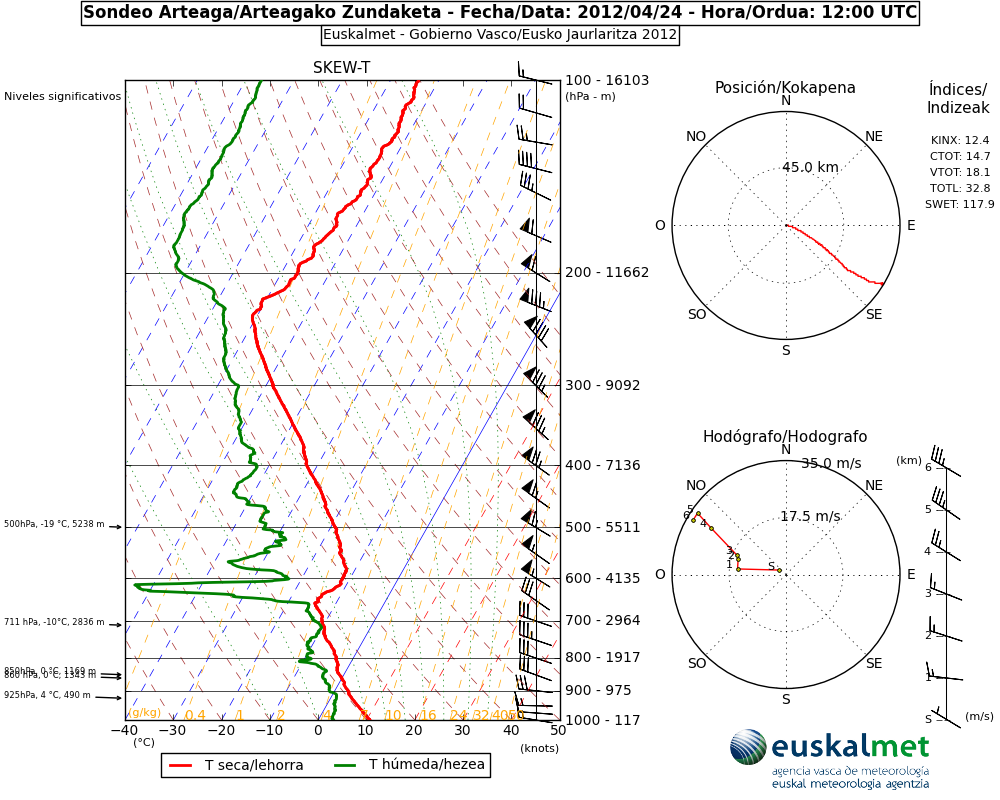 Sondeo Arteaga/Arteagako Zundaketa - Fecha/Data: 2012/04/24 - Hora/Ordua: 12:00 UTC
Euskalmet - Gobierno Vasco/Eusko Jaurlaritza 2012
SKEW-T
Niveles significativos
100 - 16103
(hPa - m)
200 - 11662
300 - 9092
400 - 7136
500 - 5511
600 - 4135
700 - 2964
800 - 1917
900 - 975
1000 - 117
500hPa, -19 °C, 5238 m
711 hPa, -10°C, 2836 m
850hPa, 0 °C, 1169 m
925hPa, 4 °C, 490 m
(g/kg) 0.4 1 2 4 10 16 24 32 40
−40 −30 −20 −10 0 10 20 30 40 50
(°C)
(knots)
T seca/lehorra
T húmeda/hezea
Posición/Kokapena
N
NO NE
45.0 km
O E
SO SE
S
Índices/
Indizeak
KINX: 12.4
CTOT: 14.7
VTOT: 18.1
TOTL: 32.8
SWET: 117.9
Hodógrafo/Hodografo
N
35.0 m/s
NO NE
17.5 m/s
5
6
4
3
2
1
S
O E
SO SE
S
(km)
6
5
4
3
2
1
S
(m/s)
euskalmet
agencia vasca de meteorología
euskal meteorologia agentzia